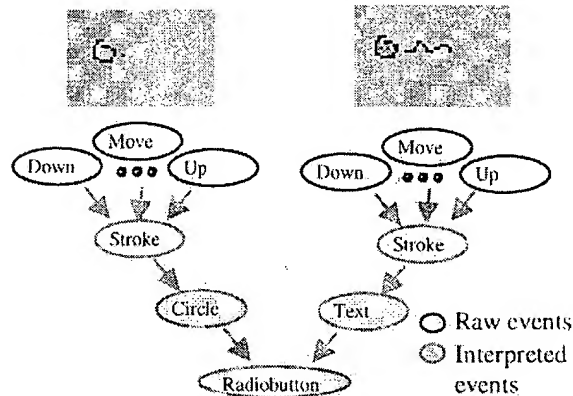 Move Move
Down Up Down Up
Stroke Stroke
Circle Text
Raw events
Interpreted
Radiobutton events